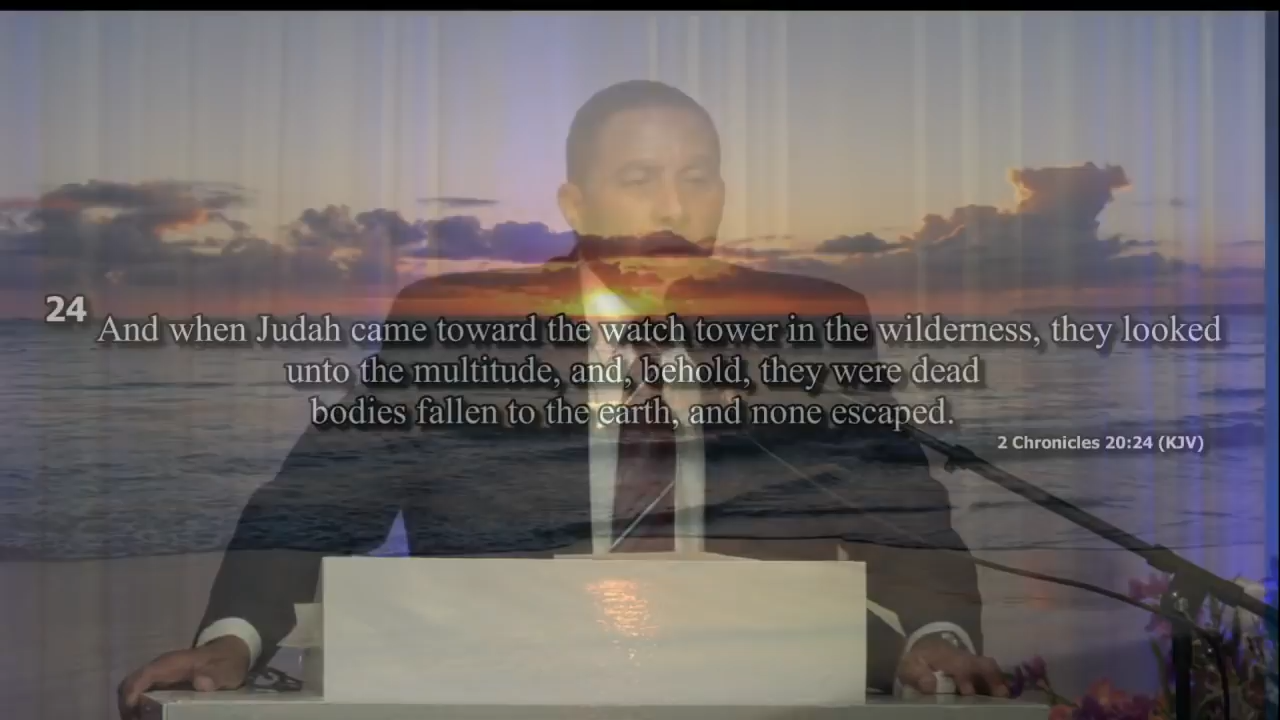 24
And when Judah came toward the watch tower in the wilderness, they looked
unto the multitude, and, behold, they were dead
bodies fallen to the earth, and none escaped.
2 Chronicles 20:24 (KJV)